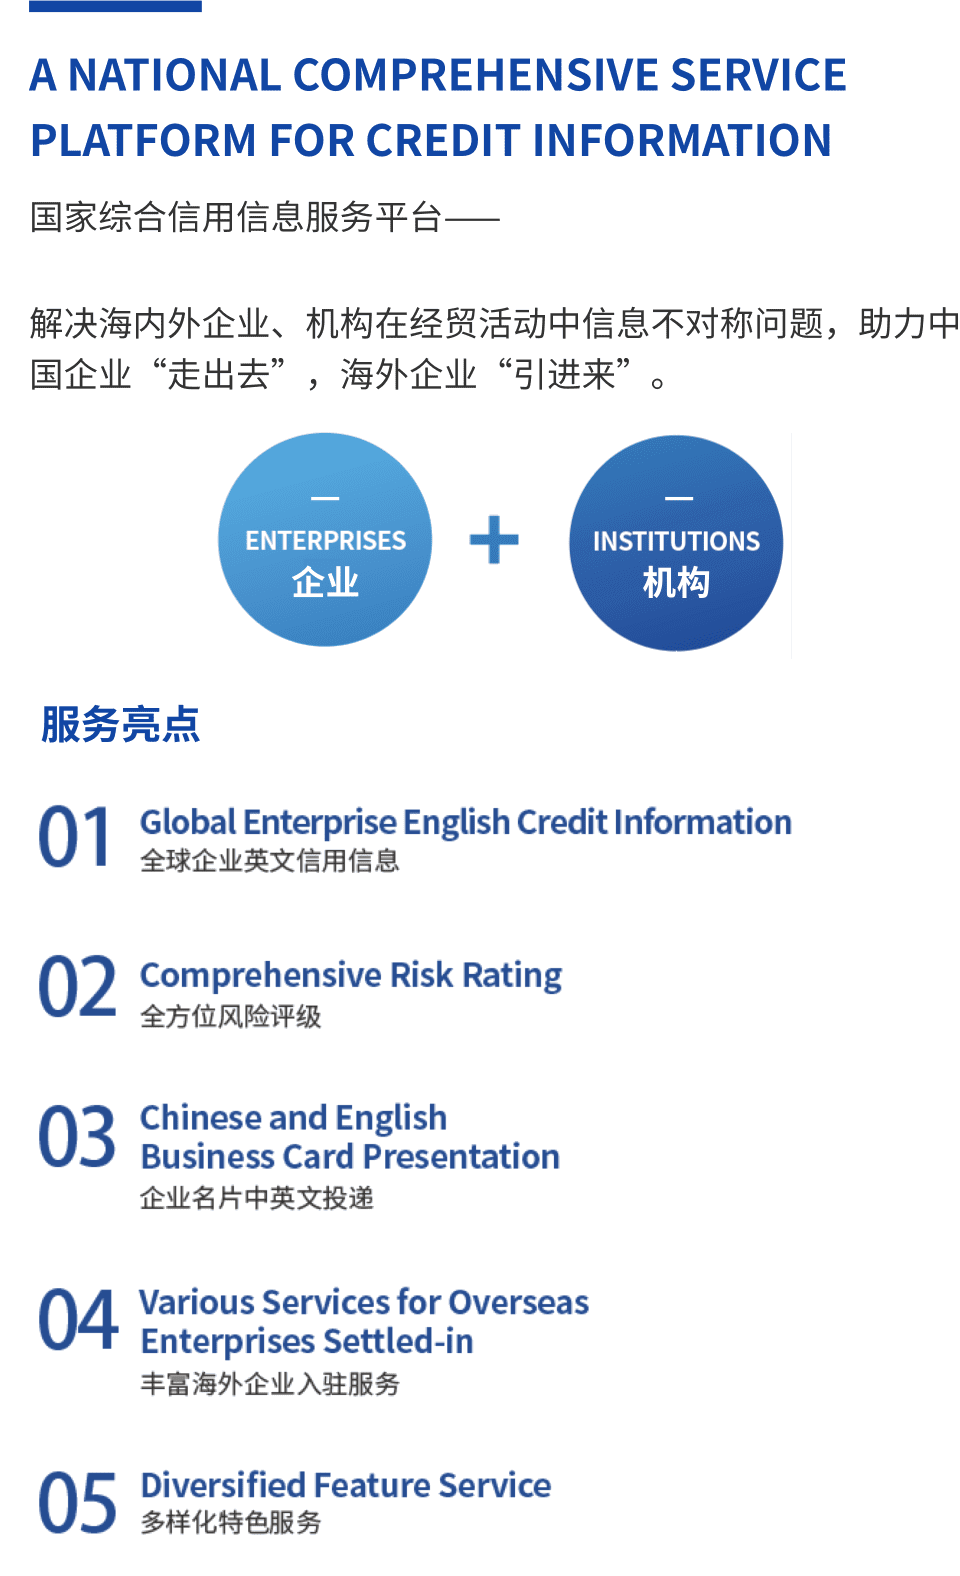 A NATIONAL COMPREHENSIVE SERVICE
PLATFORM FOR CREDIT INFORMATION
国家综合信用信息服务平台——
解决海内外企业、机构在经贸活动中信息不对称问题，助力中
国企业“走出去”，海外企业“引进来”。
ENTERPRISES
企业
INSTITUTIONS
机构
服务亮点
01
Global Enterprise English Credit Information
全球企业英文信用信息
02
Comprehensive Risk Rating
全方位风险评级
03
Chinese and English
Business Card Presentation
企业名片中英文投递
04
Various Services for Overseas
Enterprises Settled-in
丰富海外企业入驻服务
05
Diversified Feature Service
多样化特色服务